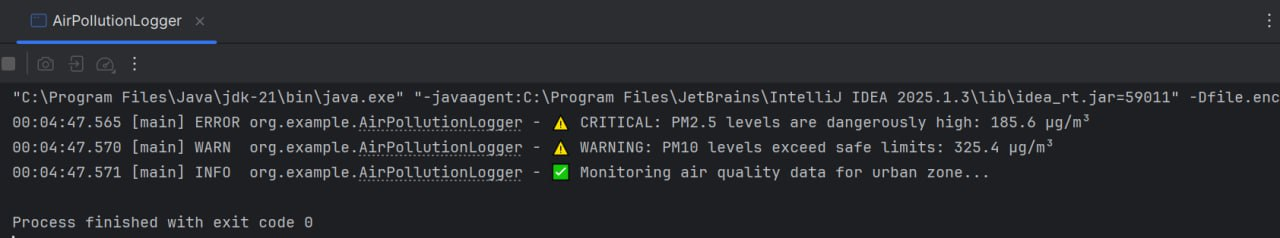 AirPollutionLogger
"C:\Program Files\Java\jdk-21\bin\java.exe" "-javaagent:C:\Program Files\JetBrains\IntelliJ IDEA 2025.1.3\lib\idea_rt.jar=59011" -Dfile.enc
00:04:47.565 [main] ERROR org.example.AirPollutionLogger - ⚠️ CRITICAL: PM2.5 levels are dangerously high: 185.6 µg/m³
00:04:47.570 [main] WARN  org.example.AirPollutionLogger - ⚠️ WARNING: PM10 levels exceed safe limits: 325.4 µg/m³
00:04:47.571 [main] INFO  org.example.AirPollutionLogger - ✅ Monitoring air quality data for urban zone...
Process finished with exit code 0